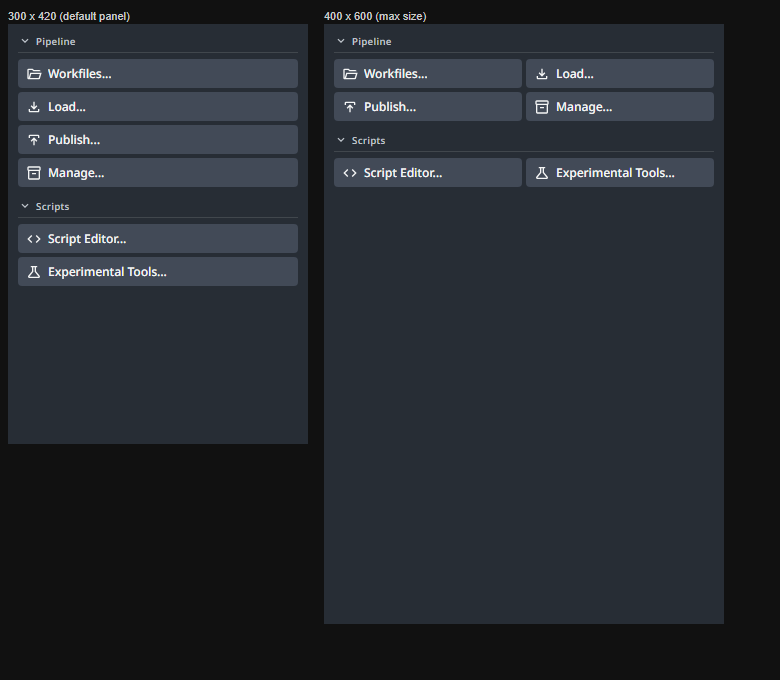 300 x 420 (default panel)
Pipeline
Workfiles...
Load...
Publish...
Manage...
Scripts
Script Editor...
Experimental Tools...
400 x 600 (max size)
Pipeline
Workfiles...
Load...
Publish...
Manage...
Scripts
Script Editor...
Experimental Tools...